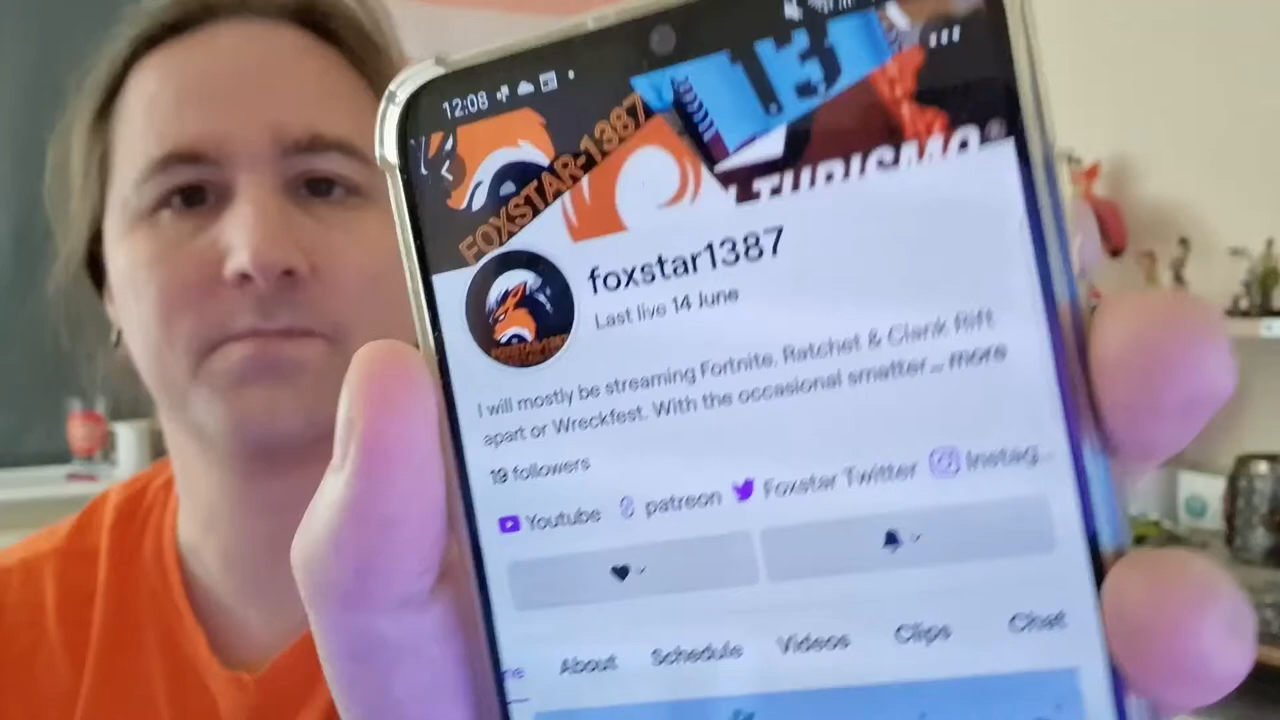 12:08
FOXSTAR-1387
TURISMO
foxstar1387
Last live 14 June
I will mostly be streaming Fortnite, Ratchet & Clank Rift
apart or Wreckfest. With the occasional smatter... more
19 followers
Youtube patreon Foxstar Twitter Instag...
About Schedule Videos Clips Chat